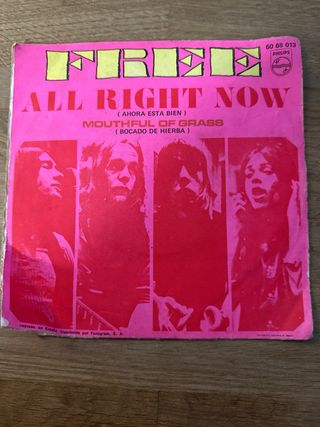 FREE
60 69 013
PHILIPS
ALL RIGHT NOW
( AHORA ESTA BIEN )
MOUTHFUL OF GRASS
( BOCADO DE HIERBA )